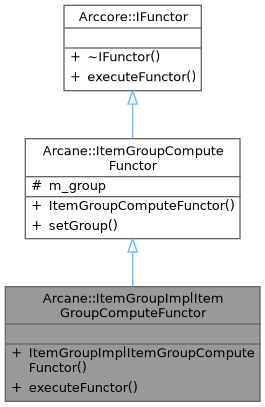 Arccore::IFunctor
+ ~IFunctor()
+ executeFunctor()
Arcane::ItemGroupCompute
Functor
# m_group
+ ItemGroupComputeFunctor()
+ setGroup()
Arcane::ItemGroupImplItem
GroupComputeFunctor
+ ItemGroupImplItemGroupCompute
Functor()
+ executeFunctor()